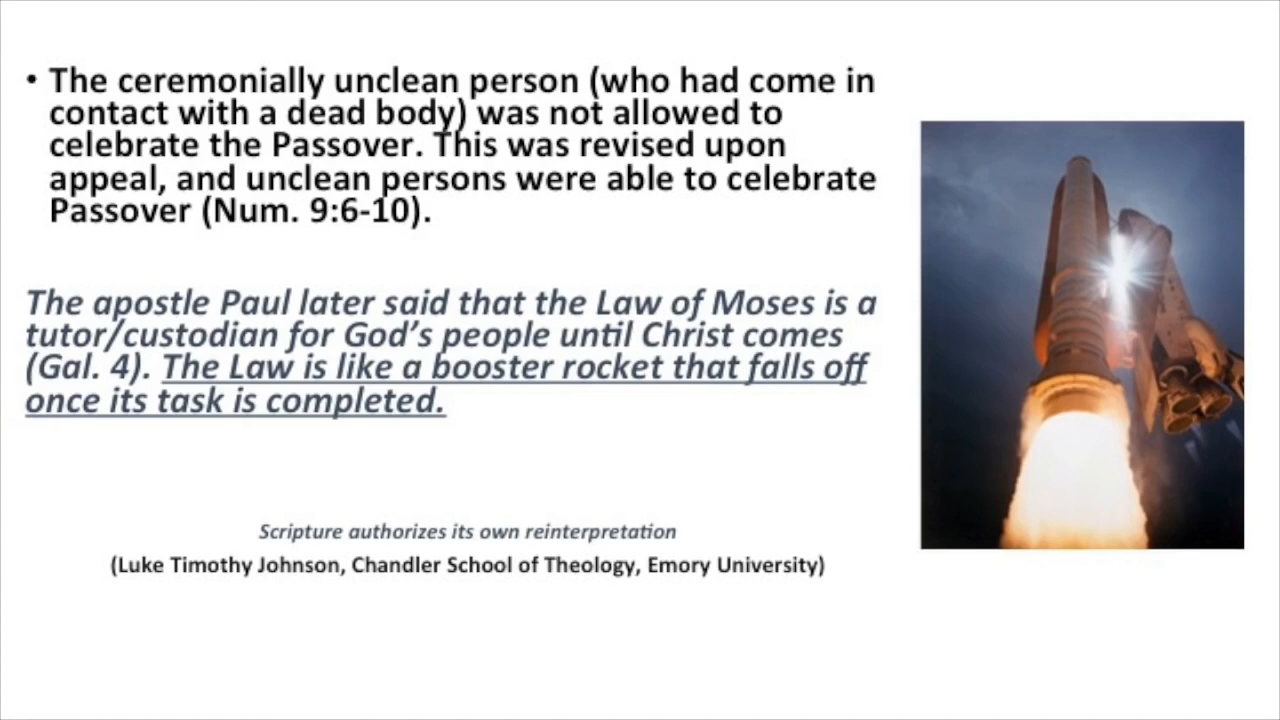 • The ceremonially unclean person (who had come in
contact with a dead body) was not allowed to
celebrate the Passover. This was revised upon
appeal, and unclean persons were able to celebrate
Passover (Num. 9:6-10).
The apostle Paul later said that the Law of Moses is a
tutor/custodian for God’s people until Christ comes
(Gal. 4). The Law is like a booster rocket that falls off
once its task is completed.
Scripture authorizes its own reinterpretation
(Luke Timothy Johnson, Chandler School of Theology, Emory University)